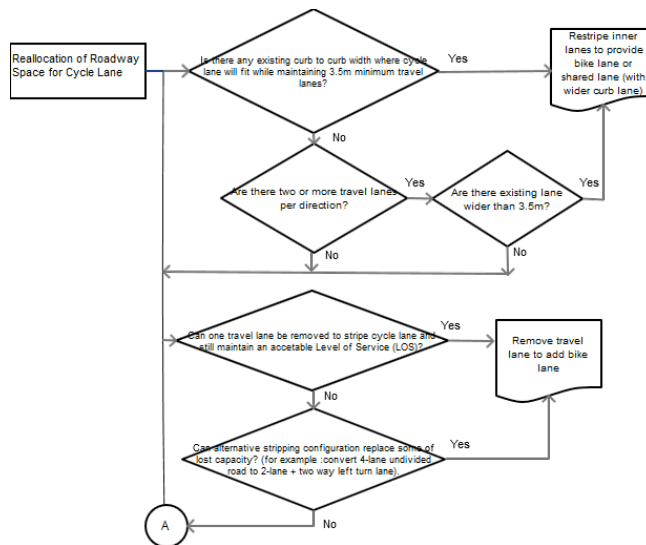 Reallocation of Roadway
Space for Cycle Lane
Is there any existing curb to curb width where cycle
lane will fit while maintaining 3.5m minimum travel
lanes?
Yes
Restripe inner
lanes to provide
bike lane or
shared lane (with
wider curb lane)
No
Are there two or more travel lanes
per direction?
Yes
Are there existing lane
wider than 3.5m?
Yes
No
No
Can one travel lane be removed to stripe cycle lane and
still maintain an accetable Level of Service (LOS)?
Yes
Remove travel
lane to add bike
lane
No
Can alternative stripping configuration replace some of
lost capacity? (for example :convert 4-lane undivided
road to 2-lane + two way left turn lane).
Yes
No
A